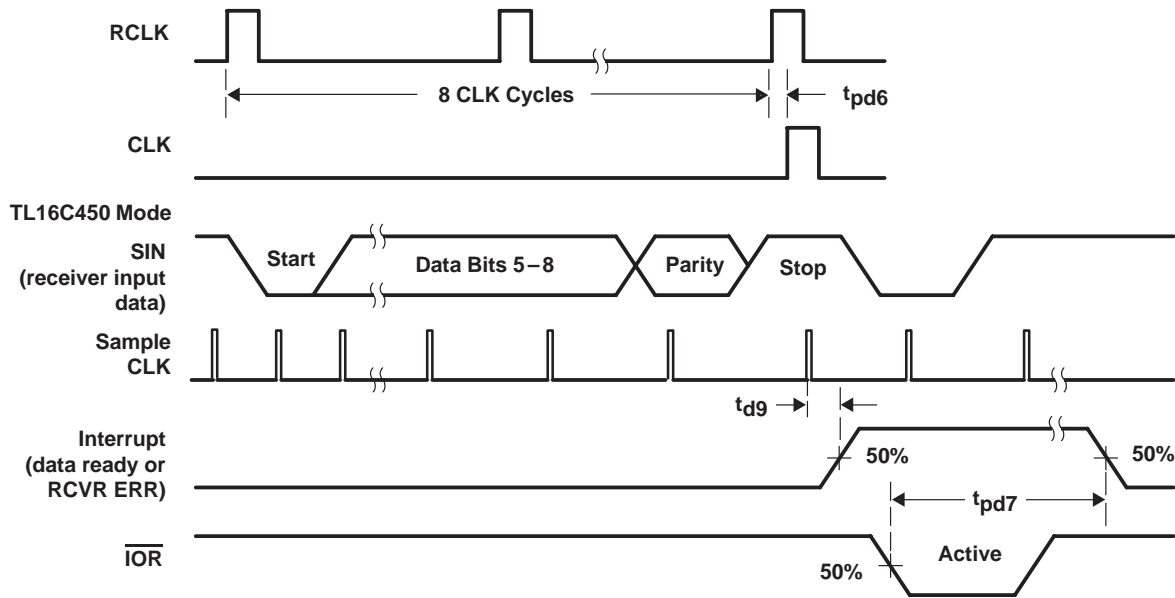 RCLK
8 CLK Cycles
tpd6
CLK
TL16C450 Mode
SIN
(receiver input
data)
Start
Data Bits 5–8
Parity
Stop
Sample
CLK
td9
Interrupt
(data ready or
RCVR ERR)
50%
50%
tpd7
IOR
50%
Active